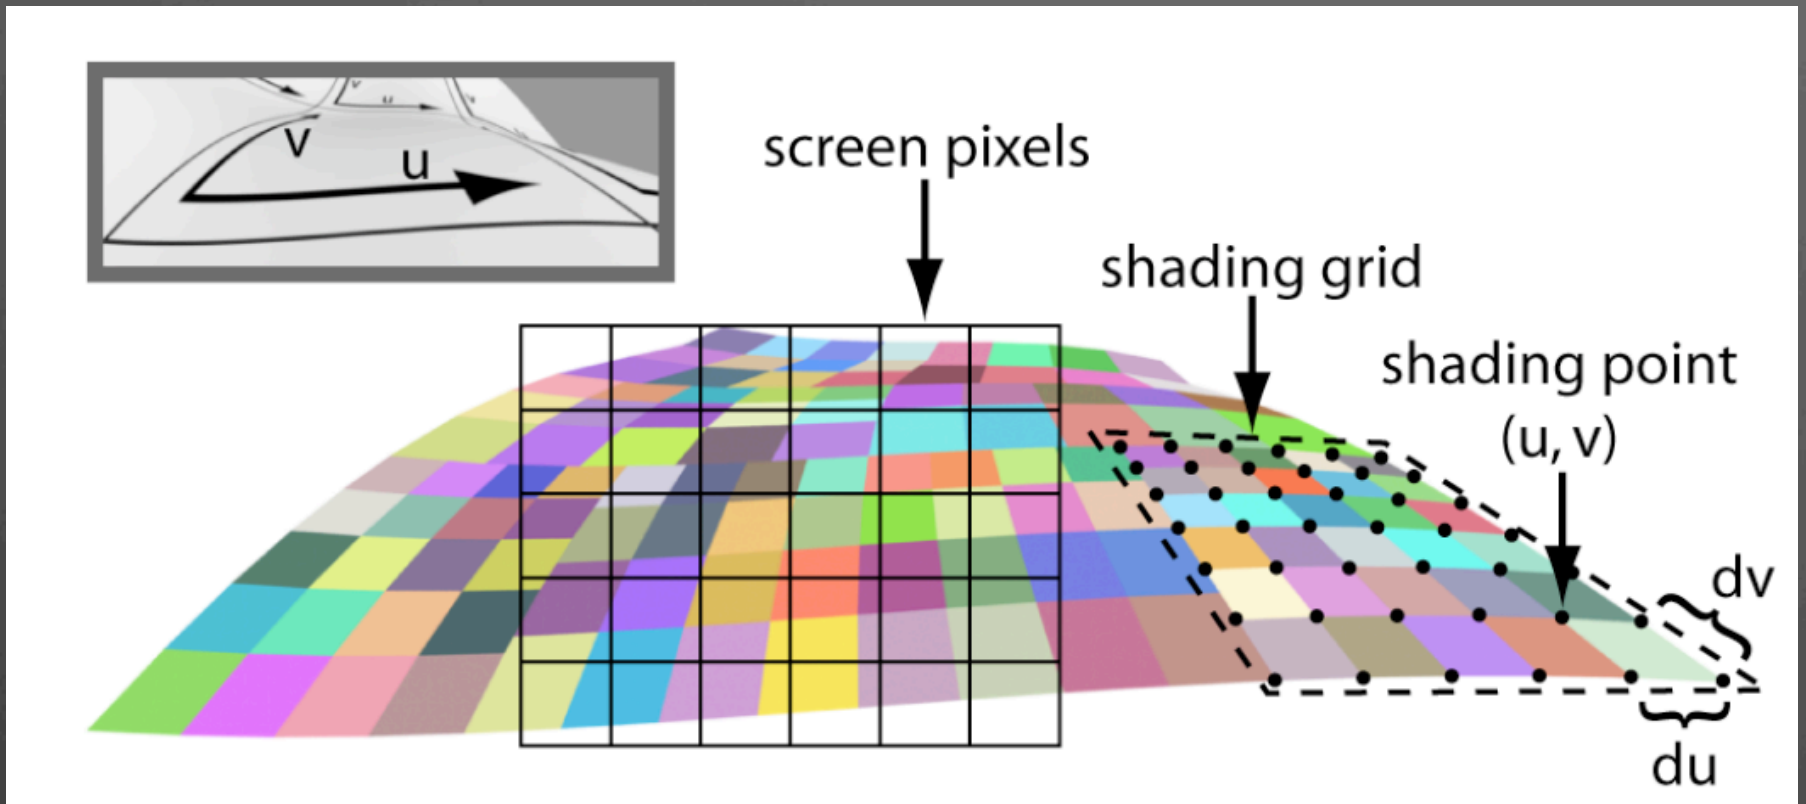 v
u
v
u
screen pixels
shading grid
shading point
(u, v)
dv
du